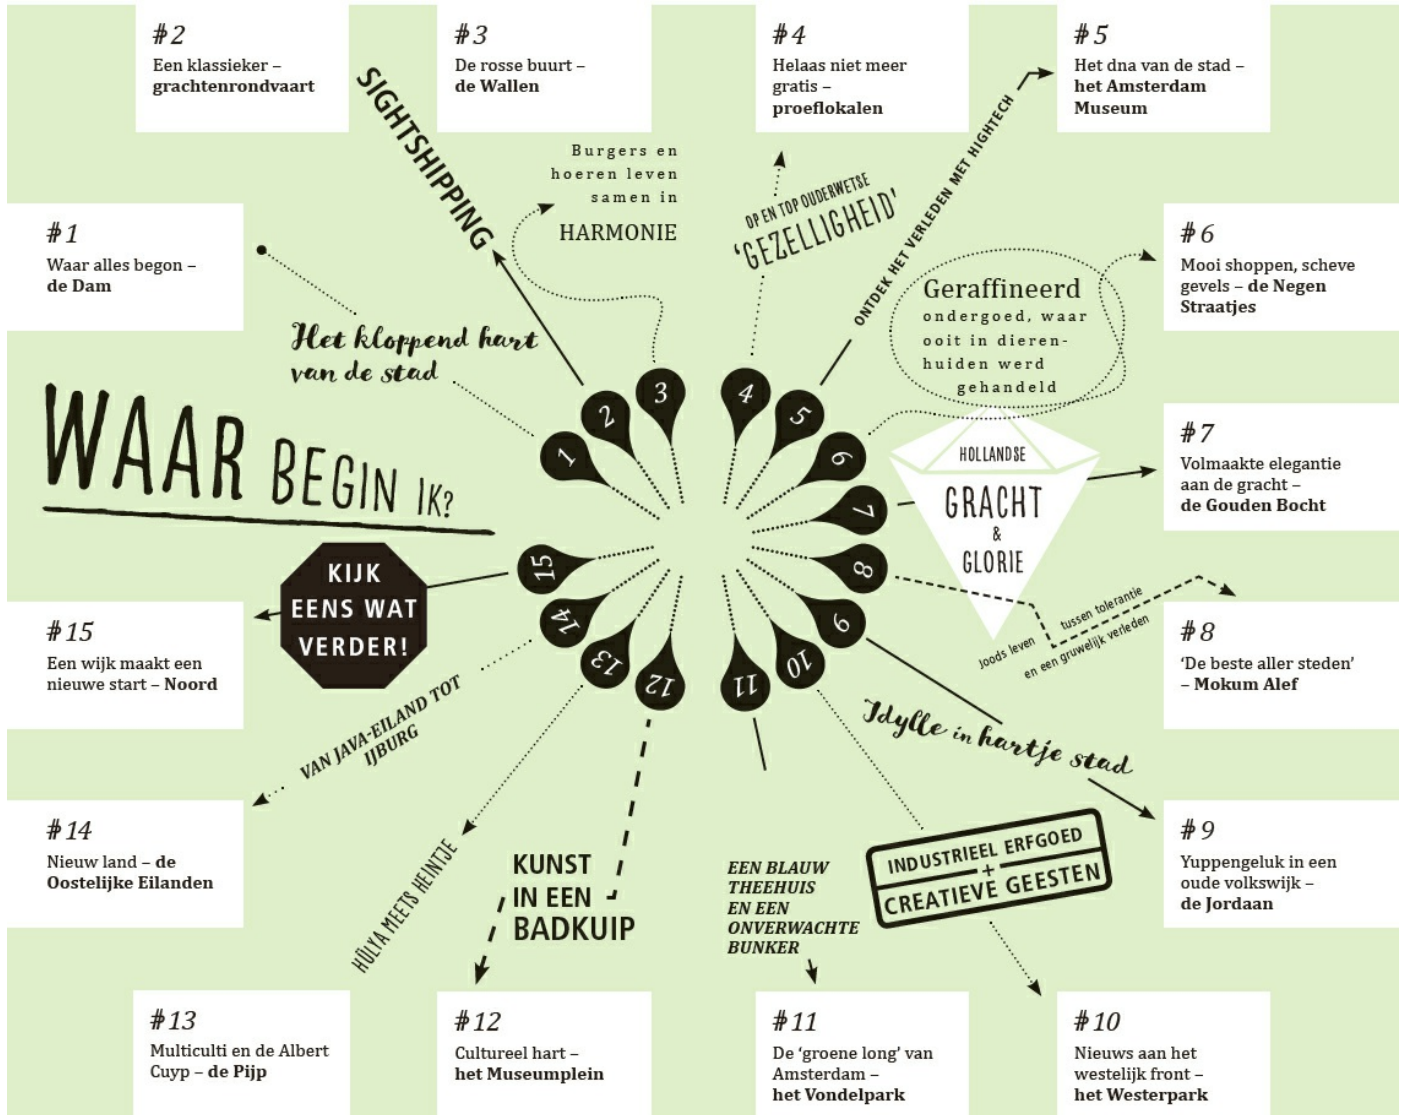 #2
Een klassieker –
grachtenrondvaart
#3
De rosse buurt –
de Wallen
#4
Helaas niet meer
gratis –
proeflokalen
#5
Het dna van de stad –
het Amsterdam
Museum
SIGHTSHIPPING
Burgers en
hoeren leven
samen in
HARMONIE
OP EN TOP OUDERWETSE
‘GEZELLIGHEID’
ONTDEK HET VERLEDEN MET HIGHTECH
#1
Waar alles begon –
de Dam
#6
Mooi shoppen, scheve
gevels – de Negen
Straatjes
Het kloppend hart
van de stad
Geraffineerd
ondergoed, waar
ooit in dieren-
huiden werd
gehandeld
WAAR BEGIN IK?
1
2
3
4
5
6
7
8
9
10
11
12
13
14
15
HOLLANDSE
GRACHT
&
GLORIE
#7
Volmaakte elegantie
aan de gracht –
de Gouden Bocht
KIJK
EENS WAT
VERDER!
#15
Een wijk maakt een
nieuwe start – Noord
Joods leven tussen tolerantie
en een gruwelijk verleden
#8
‘De beste aller steden’
– Mokum Alef
VAN JAVA-EILAND TOT
IJBURG
Idylle in hartje stad
#14
Nieuw land – de
Oostelijke Eilanden
HÜLYA MEETS HEINTJE
KUNST
IN EEN
BADKUIP
EEN BLAUW
THEEHUIS
EN EEN
ONVERWACHTE
BUNKER
INDUSTRIEEL ERFGOED
+
CREATIEVE GEESTEN
#9
Yuppengeluk in een
oude volkswijk –
de Jordaan
#13
Multiculti en de Albert
Cuyp – de Pijp
#12
Cultureel hart –
het Museumplein
#11
De ‘groene long’ van
Amsterdam –
het Vondelpark
#10
Nieuws aan het
westelijk front –
het Westerpark